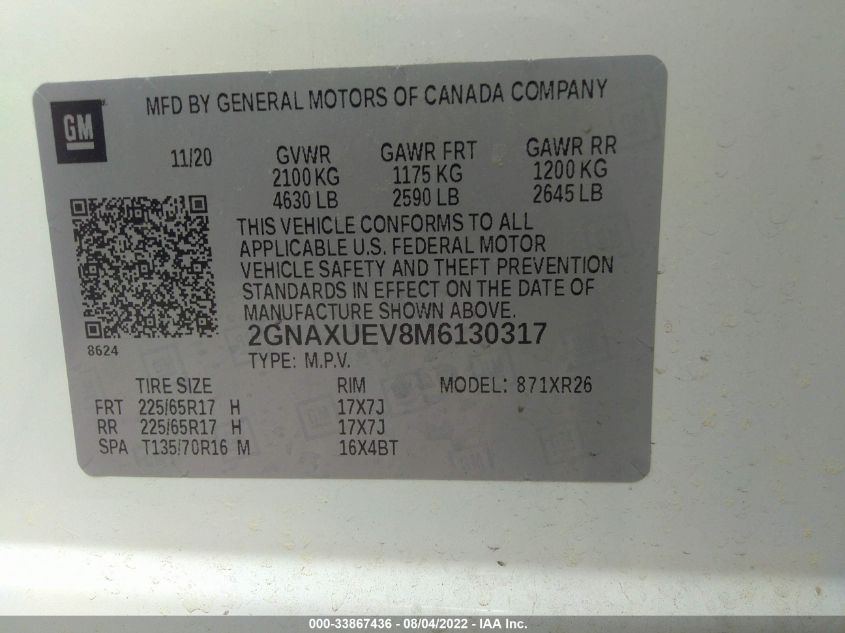 GM
MFD BY GENERAL MOTORS OF CANADA COMPANY
11/20 GVWR GAWR FRT GAWR RR
2100 KG 1175 KG 1200 KG
4630 LB 2590 LB 2645 LB
THIS VEHICLE CONFORMS TO ALL
APPLICABLE U.S. FEDERAL MOTOR
VEHICLE SAFETY AND THEFT PREVENTION
STANDARDS IN EFFECT ON THE DATE OF
MANUFACTURE SHOWN ABOVE.
8624
2GNAXUEV8M6130317
TYPE: M.P.V.
TIRE SIZE RIM MODEL: 871XR26
FRT 225/65R17 H 17X7J
RR 225/65R17 H 17X7J
SPA T135/70R16 M 16X4BT
000-33867436 - 08/04/2022 - IAA Inc.